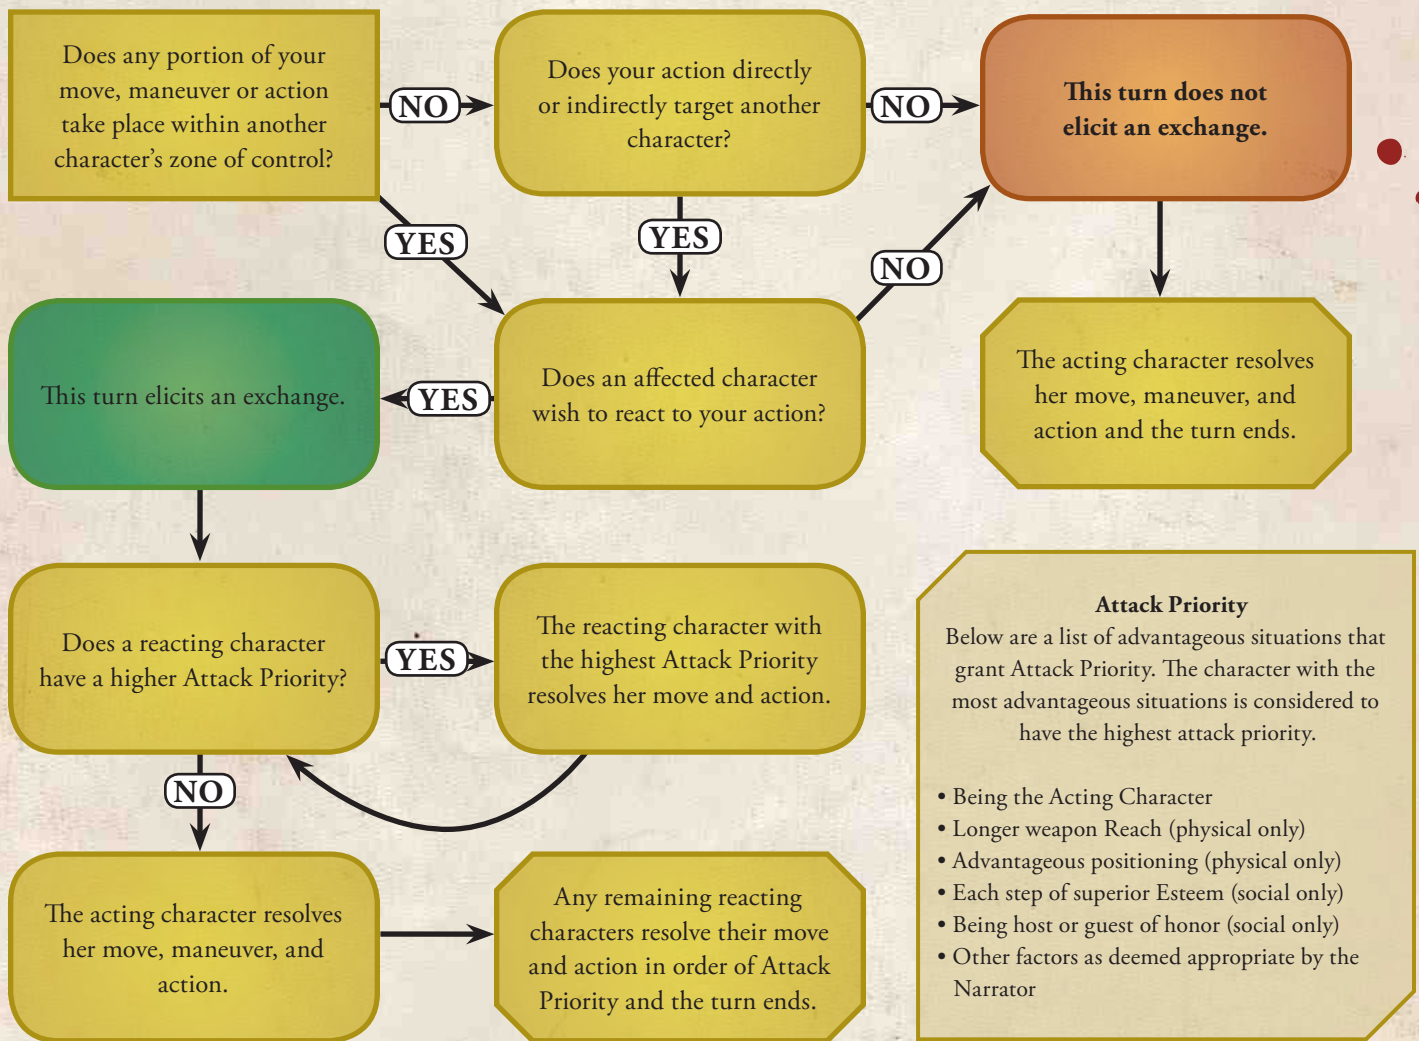 Does any portion of your
move, maneuver or action
take place within another
character's zone of control?
NO
Does your action directly
or indirectly target another
character?
NO
This turn does not
elicit an exchange.
YES
YES
NO
This turn elicits an exchange.
YES
Does an affected character
wish to react to your action?
The acting character resolves
her move, maneuver, and
action and the turn ends.
Does a reacting character
have a higher Attack Priority?
YES
The reacting character with
the highest Attack Priority
resolves her move and action.
NO
The acting character resolves
her move, maneuver, and
action.
Any remaining reacting
characters resolve their move
and action in order of Attack
Priority and the turn ends.
Attack Priority
Below are a list of advantageous situations that
grant Attack Priority. The character with the
most advantageous situations is considered to
have the highest attack priority.
• Being the Acting Character
• Longer weapon Reach (physical only)
• Advantageous positioning (physical only)
• Each step of superior Esteem (social only)
• Being host or guest of honor (social only)
• Other factors as deemed appropriate by the
Narrator